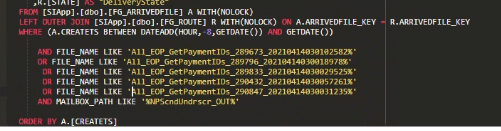 ,R.[STATE] AS "DeliveryState"
FROM [SIApp].[dbo].[FG_ARRIVEDFILE] A WITH(NOLOCK)
LEFT OUTER JOIN [SIApp].[dbo].[FG_ROUTE] R WITH(NOLOCK) ON A.ARRIVEDFILE_KEY = R.ARRIVEDFILE_KEY
WHERE (A.CREATETS BETWEEN DATEADD(HOUR,-8,GETDATE()) AND GETDATE())
AND FILE_NAME LIKE 'All_EOP_GetPaymentIDs_289673_20210414030102582%'
OR FILE_NAME LIKE 'All_EOP_GetPaymentIDs_289796_20210414030018978%'
OR FILE_NAME LIKE 'All_EOP_GetPaymentIDs_289833_20210414030029525%'
OR FILE_NAME LIKE 'All_EOP_GetPaymentIDs_290432_20210414030057261%'
OR FILE_NAME LIKE 'All_EOP_GetPaymentIDs_290847_20210414030031235%'
AND MAILBOX_PATH LIKE '%NPScndUndrscr_OUT%'
ORDER BY A.[CREATETS]